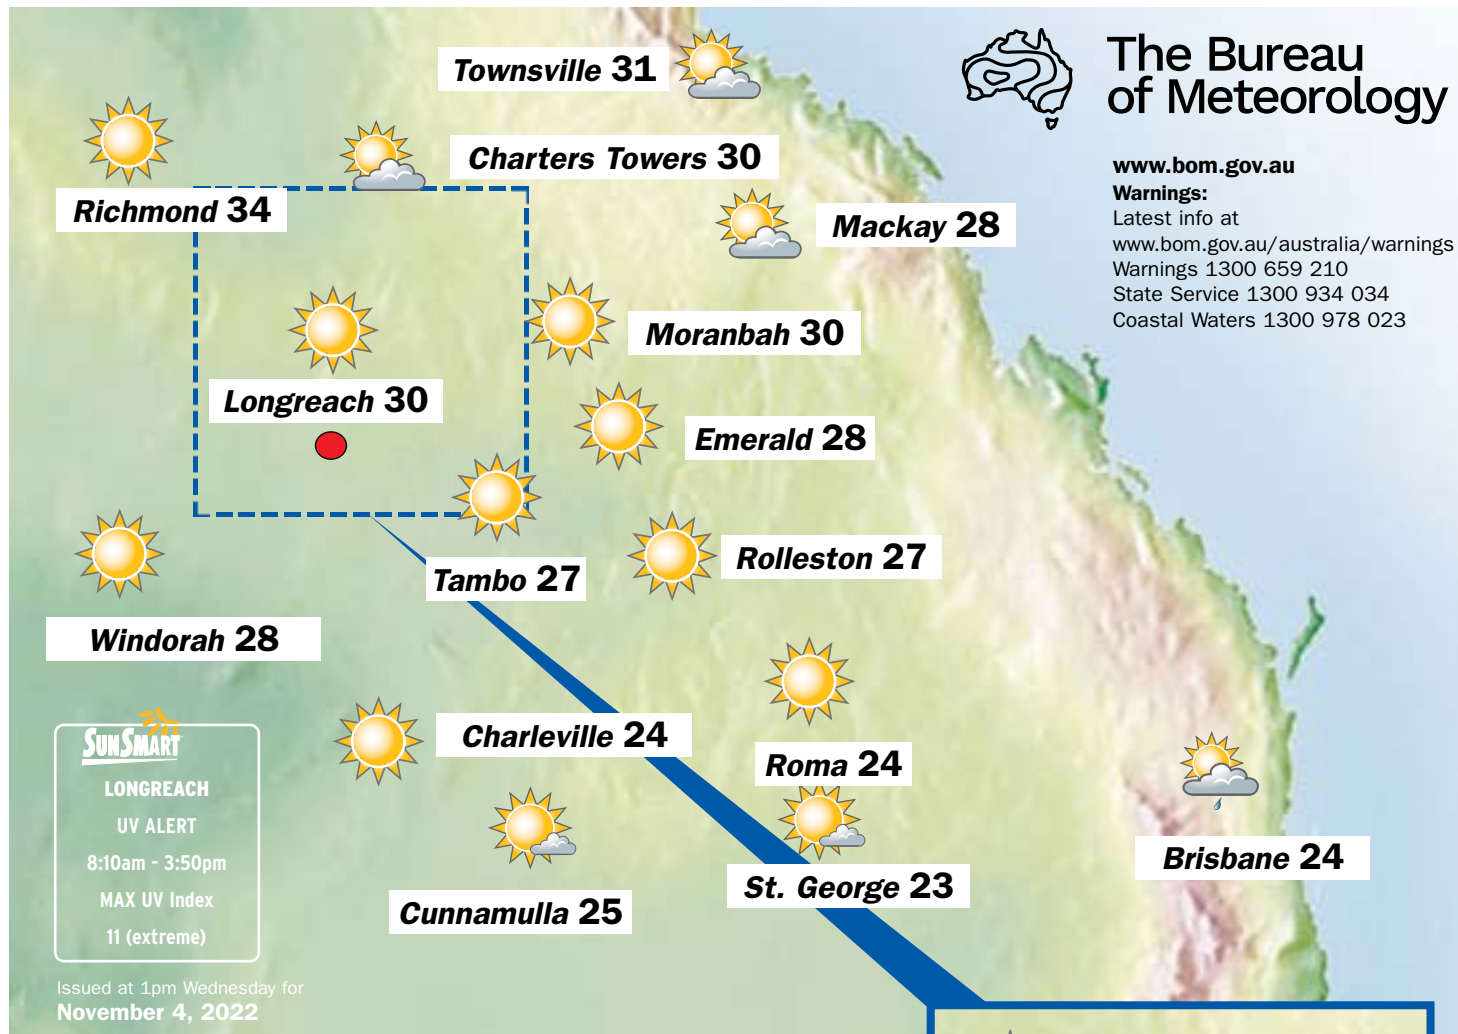 Townsville 31
The Bureau
of Meteorology
Charters Towers 30
www.bom.gov.au
Warnings:
Latest info at
www.bom.gov.au/australia/warnings
Warnings 1300 659 210
State Service 1300 934 034
Coastal Waters 1300 978 023
Richmond 34
Mackay 28
Moranbah 30
Longreach 30
Emerald 28
Rolleston 27
Tambo 27
Windorah 28
Charleville 24
Roma 24
Brisbane 24
St. George 23
Cunnamulla 25
SUNSMART
LONGREACH
UV ALERT
8:10am - 3:50pm
MAX UV Index
11 (extreme)
Issued at 1pm Wednesday for
November 4, 2022